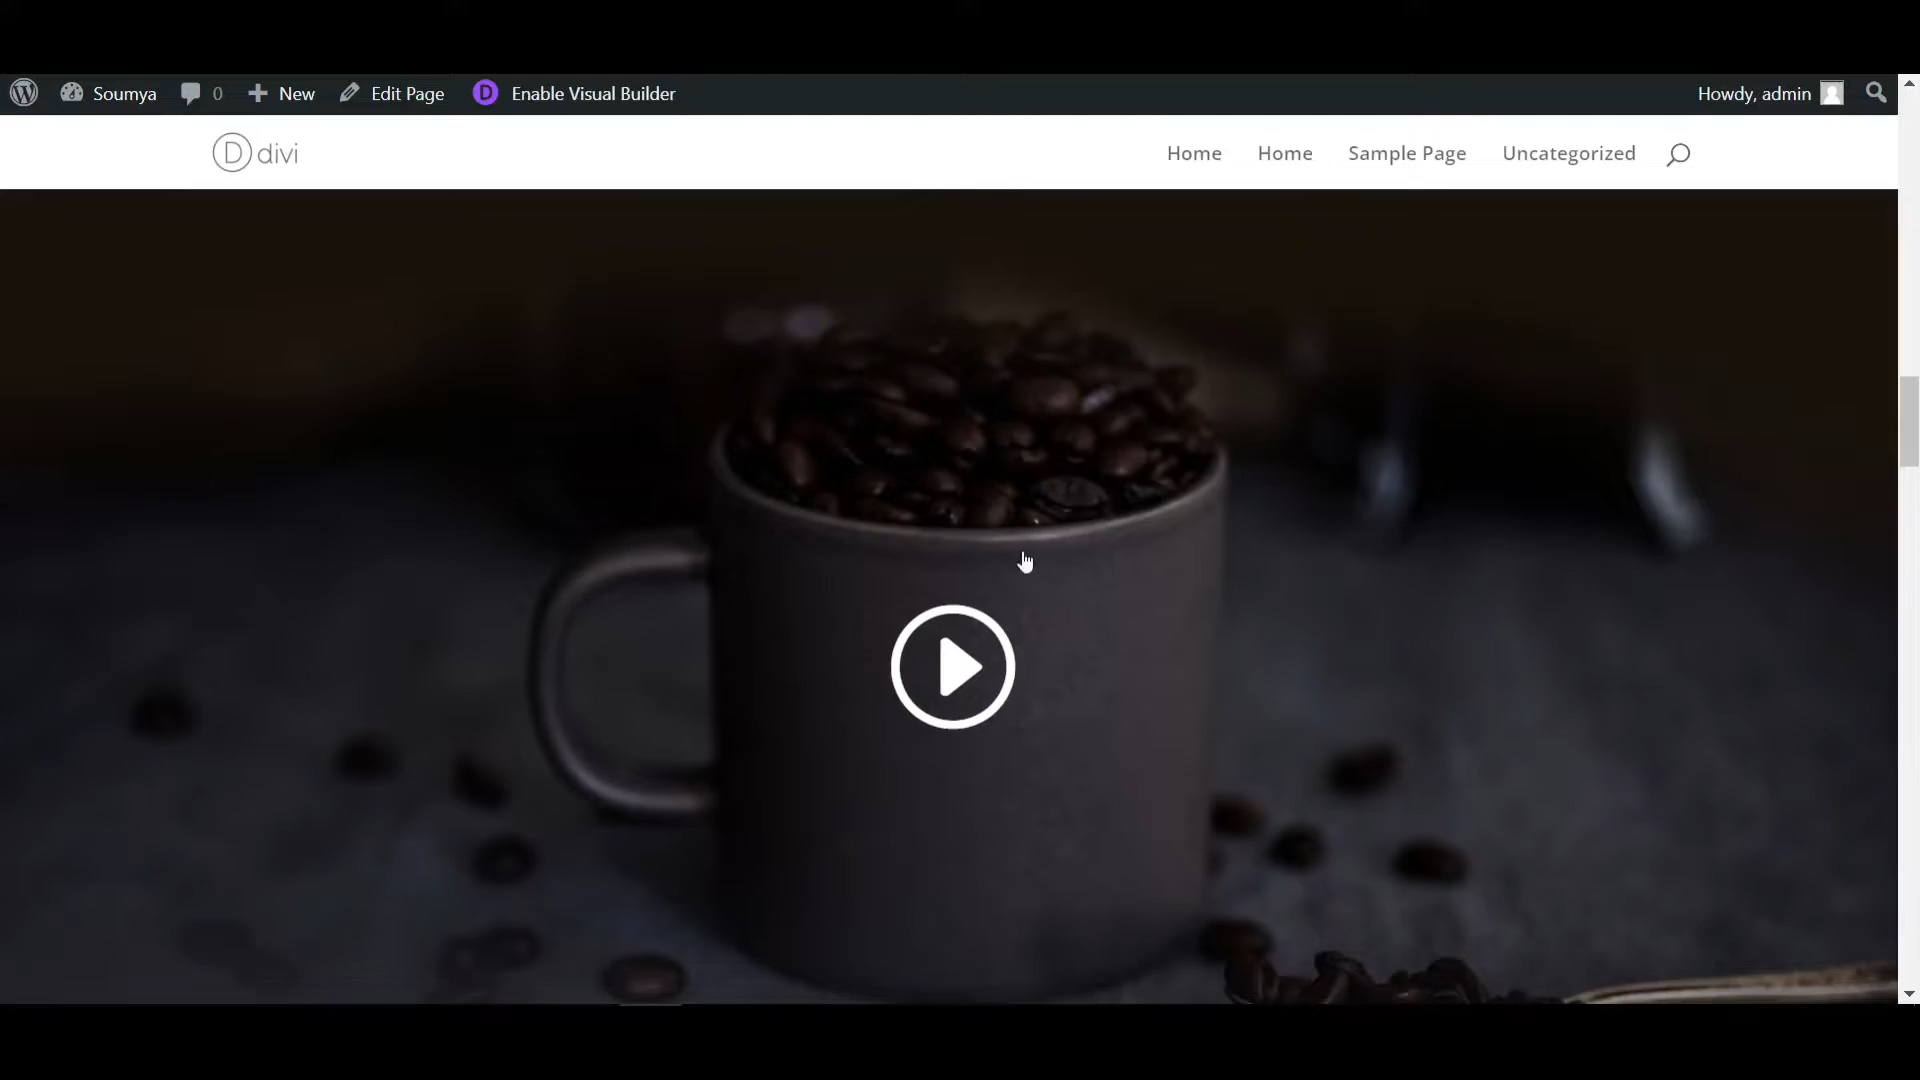 Soumya 0 New Edit Page D Enable Visual Builder Howdy, admin
D divi Home Home Sample Page Uncategorized